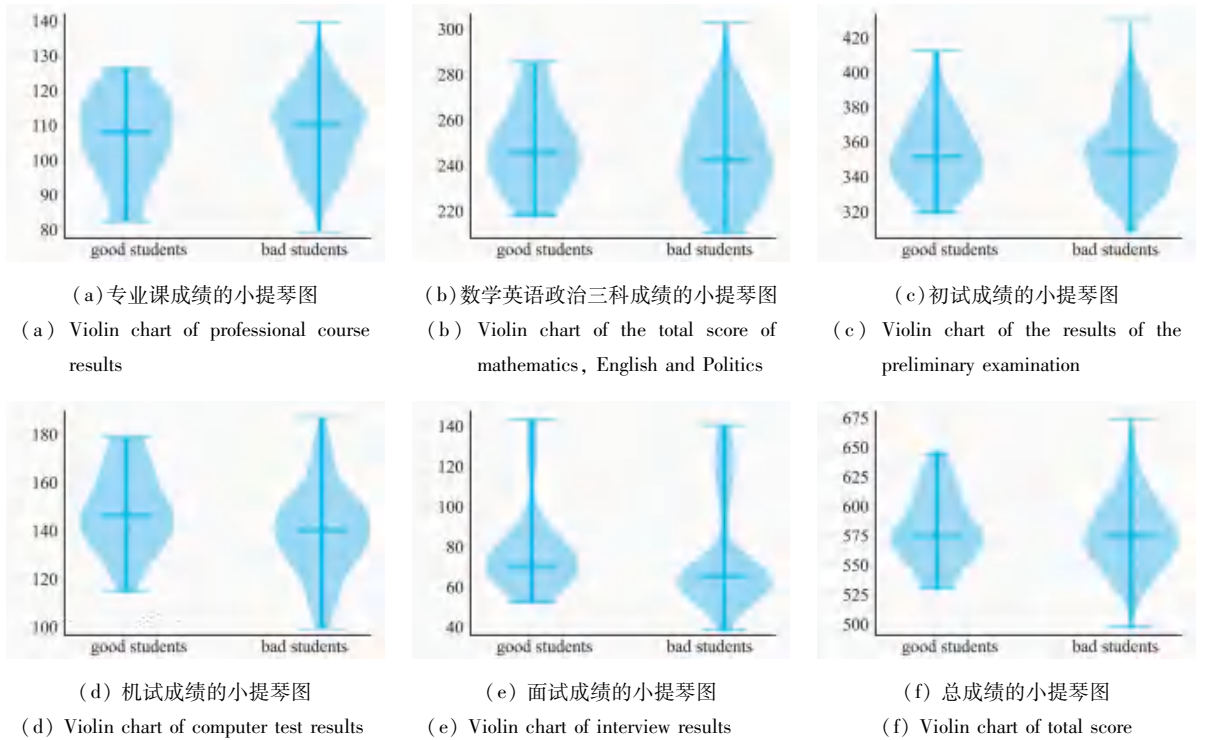 140
130
120
110
100
90
80
good students bad students
300
280
260
240
220
good students bad students
420
400
380
360
340
320
good students bad students
(a)专业课成绩的小提琴图
(a) Violin chart of professional course
results
(b)数学英语政治三科成绩的小提琴图
(b) Violin chart of the total score of
mathematics, English and Politics
(c)初试成绩的小提琴图
(c) Violin chart of the results of the
preliminary examination
180
160
140
120
100
good students bad students
140
120
100
80
60
40
good students bad students
675
650
625
600
575
550
525
500
good students bad students
(d) 机试成绩的小提琴图
(d) Violin chart of computer test results
(e) 面试成绩的小提琴图
(e) Violin chart of interview results
(f) 总成绩的小提琴图
(f) Violin chart of total score